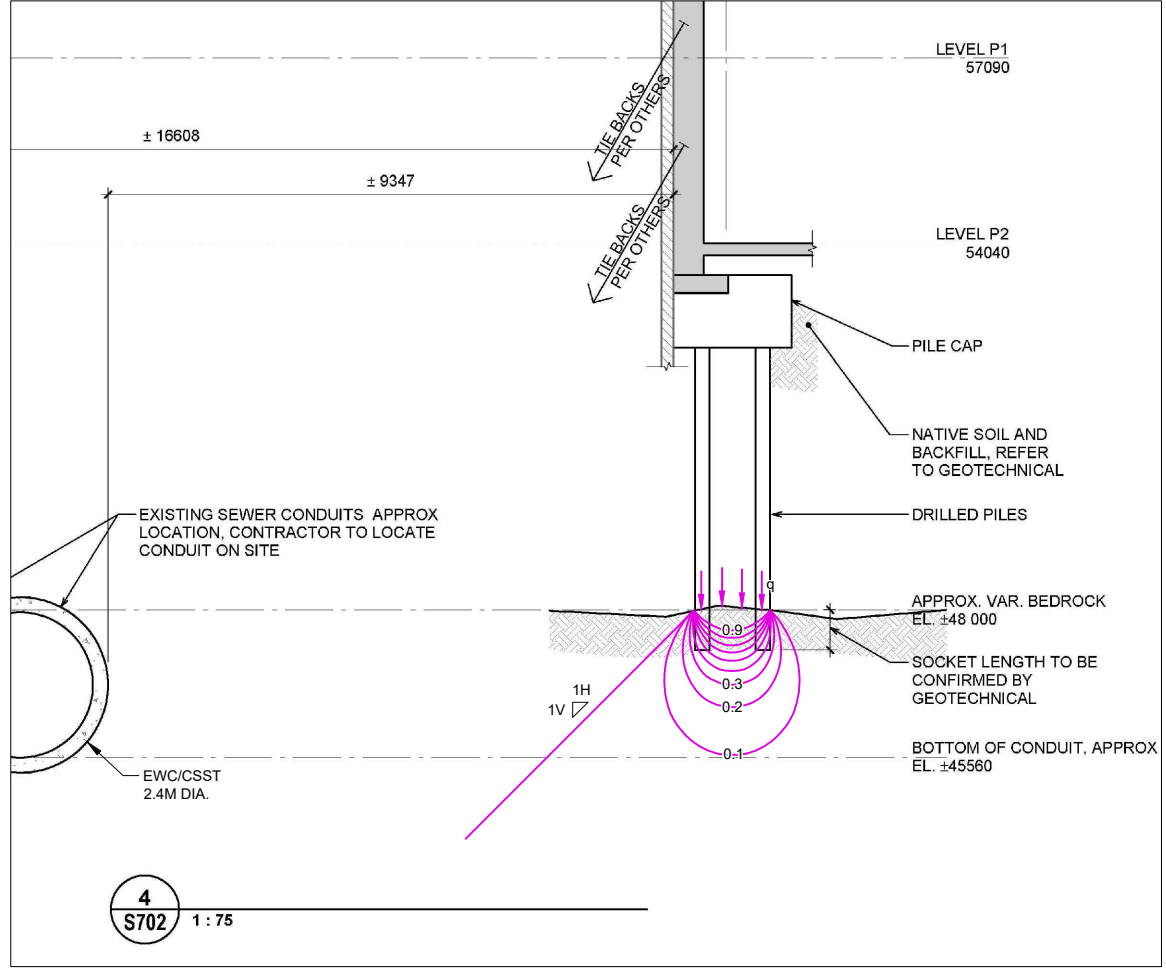 LEVEL P1
57090
± 16608
TIE BACKS
PER OTHERS
± 9347
TIE BACKS
PER OTHERS
LEVEL P2
54040
PILE CAP
NATIVE SOIL AND
BACKFILL, REFER
TO GEOTECHNICAL
EXISTING SEWER CONDUITS APPROX
LOCATION, CONTRACTOR TO LOCATE
CONDUIT ON SITE
DRILLED PILES
q
APPROX. VAR. BEDROCK
EL. ±48 000
0.9
SOCKET LENGTH TO BE
CONFIRMED BY
GEOTECHNICAL
0.3
1H
1V
0.2
0.1
BOTTOM OF CONDUIT, APPROX
EL. ±45560
EWC/CSST
2.4M DIA.
4
S702
1 : 75